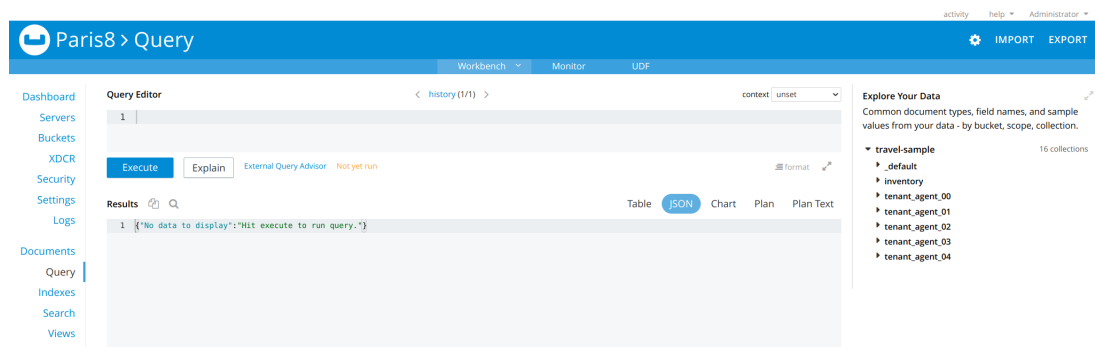 activity help Administrator
Paris8 > Query IMPORT EXPORT
Workbench Monitor UDF
Dashboard
Servers
Buckets
XDCR
Security
Settings
Logs
Documents
Query
Indexes
Search
Views
Query Editor history (1/1) context unset
1
Execute Explain External Query Advisor Not yet run format
Results Table JSON Chart Plan Plan Text
1 {"No data to display":"Hit execute to run query."}
Explore Your Data
Common document types, field names, and sample
values from your data - by bucket, scope, collection.
travel-sample 16 collections
_default
inventory
tenant_agent_00
tenant_agent_01
tenant_agent_02
tenant_agent_03
tenant_agent_04